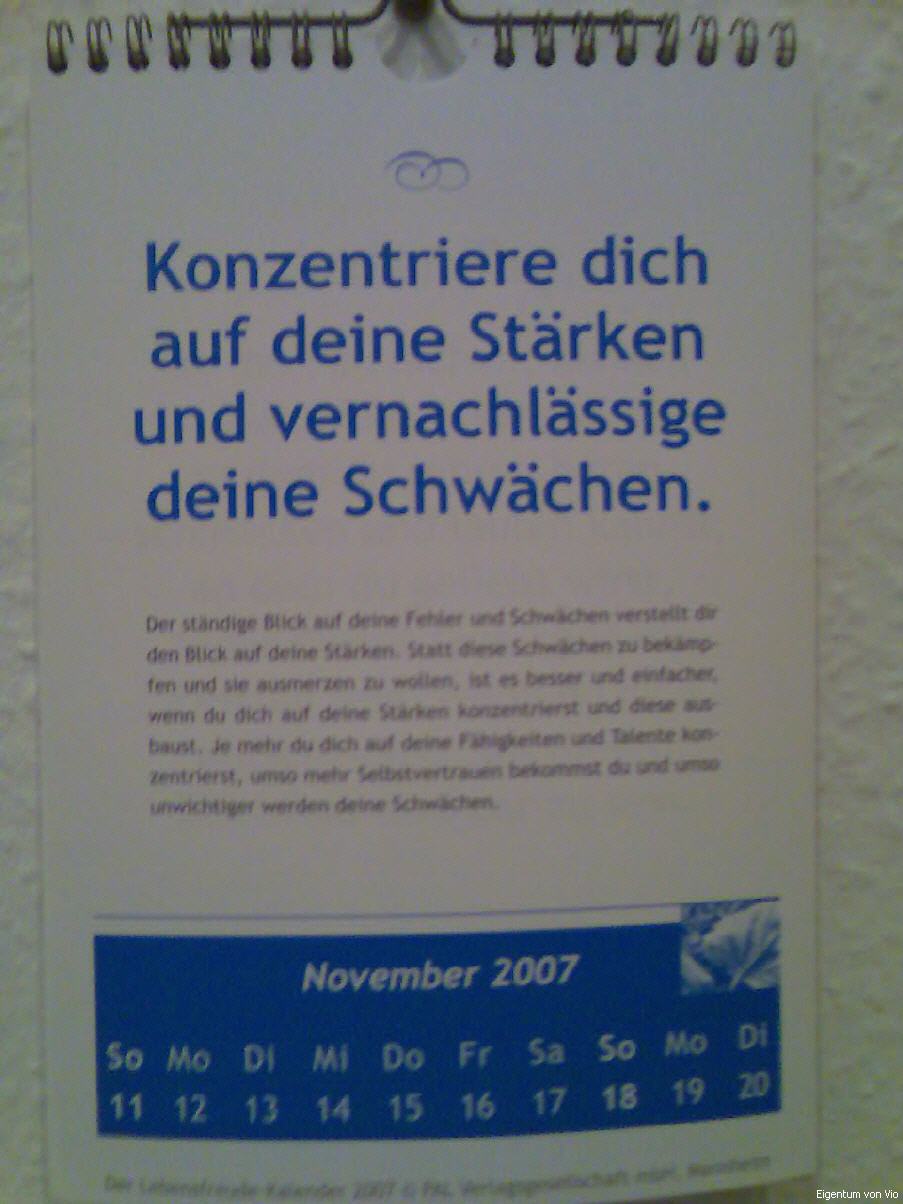 Konzentriere dich
auf deine Stärken
und vernachlässige
deine Schwächen.
Der ständige Blick auf deine Fehler und Schwächen verstellt dir
den Blick auf deine Stärken. Statt diese Schwächen zu bekämp-
fen und sie ausmerzen zu wollen, ist es besser und einfacher,
wenn du dich auf deine Stärken konzentrierst und diese aus-
baust. Je mehr du dich auf deine Fähigkeiten und Talente kon-
zentrierst, umso mehr Selbstvertrauen bekommst du und umso
unwichtiger werden deine Schwächen.
November 2007
So Mo Di Mi Do Fr Sa So Mo Di
11 12 13 14 15 16 17 18 19 20
Der Lebensfreude-Kalender 2007 © PAL Verlagsgesellschaft mbH, Mannheim
Eigentum von Vio